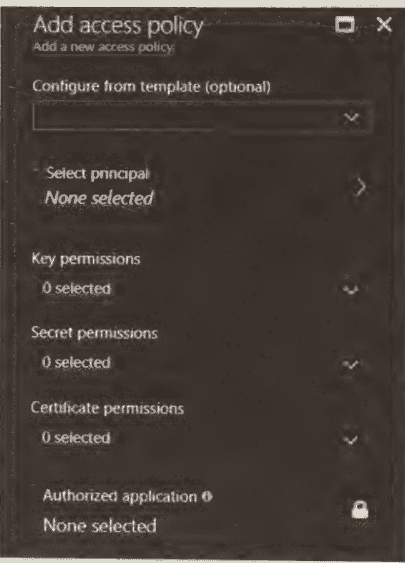 Add access policy
Add a new access policy
Configure from template (optional)
Select principal
None selected
Key permissions
0 selected
Secret permissions
0 selected
Certificate permissions
0 selected
Authorized application
None selected